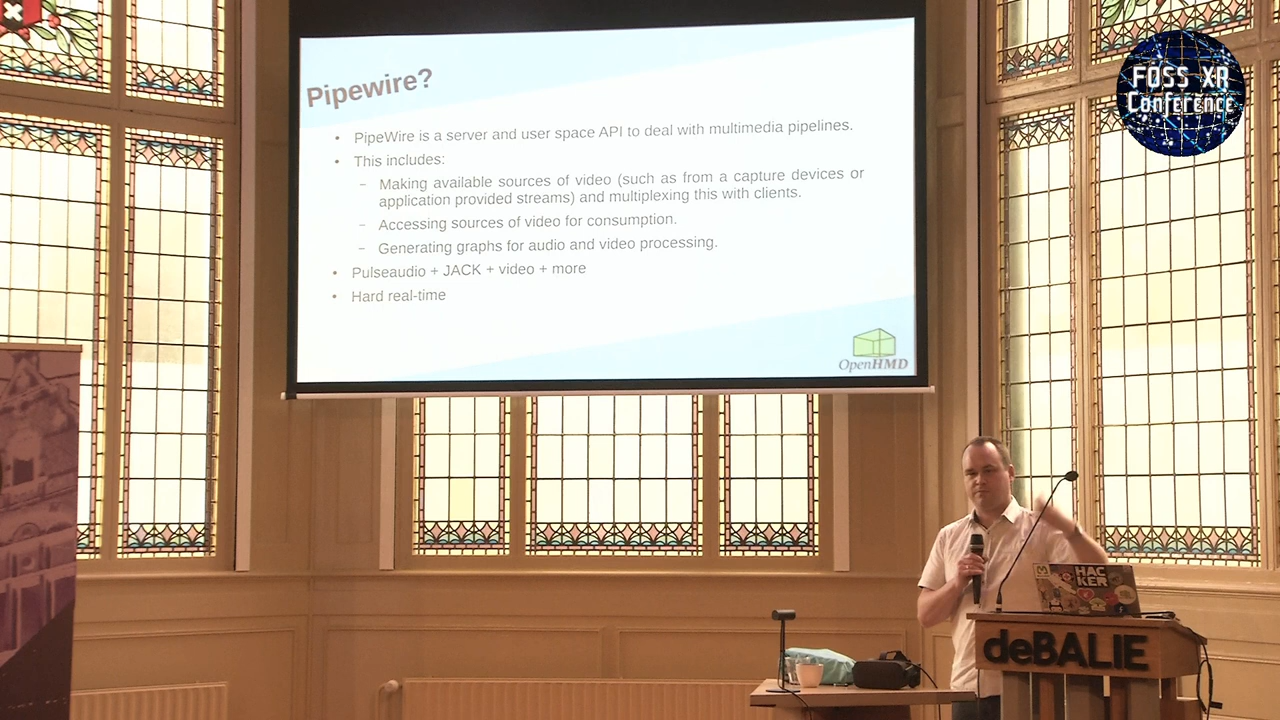 Pipewire?
• PipeWire is a server and user space API to deal with multimedia pipelines.
• This includes:
– Making available sources of video (such as from a capture devices or
application provided streams) and multiplexing this with clients.
– Accessing sources of video for consumption.
– Generating graphs for audio and video processing.
• Pulseaudio + JACK + video + more
• Hard real-time
OpenHMD
FOSS XR
Conference
HAC
KER
deBALIE